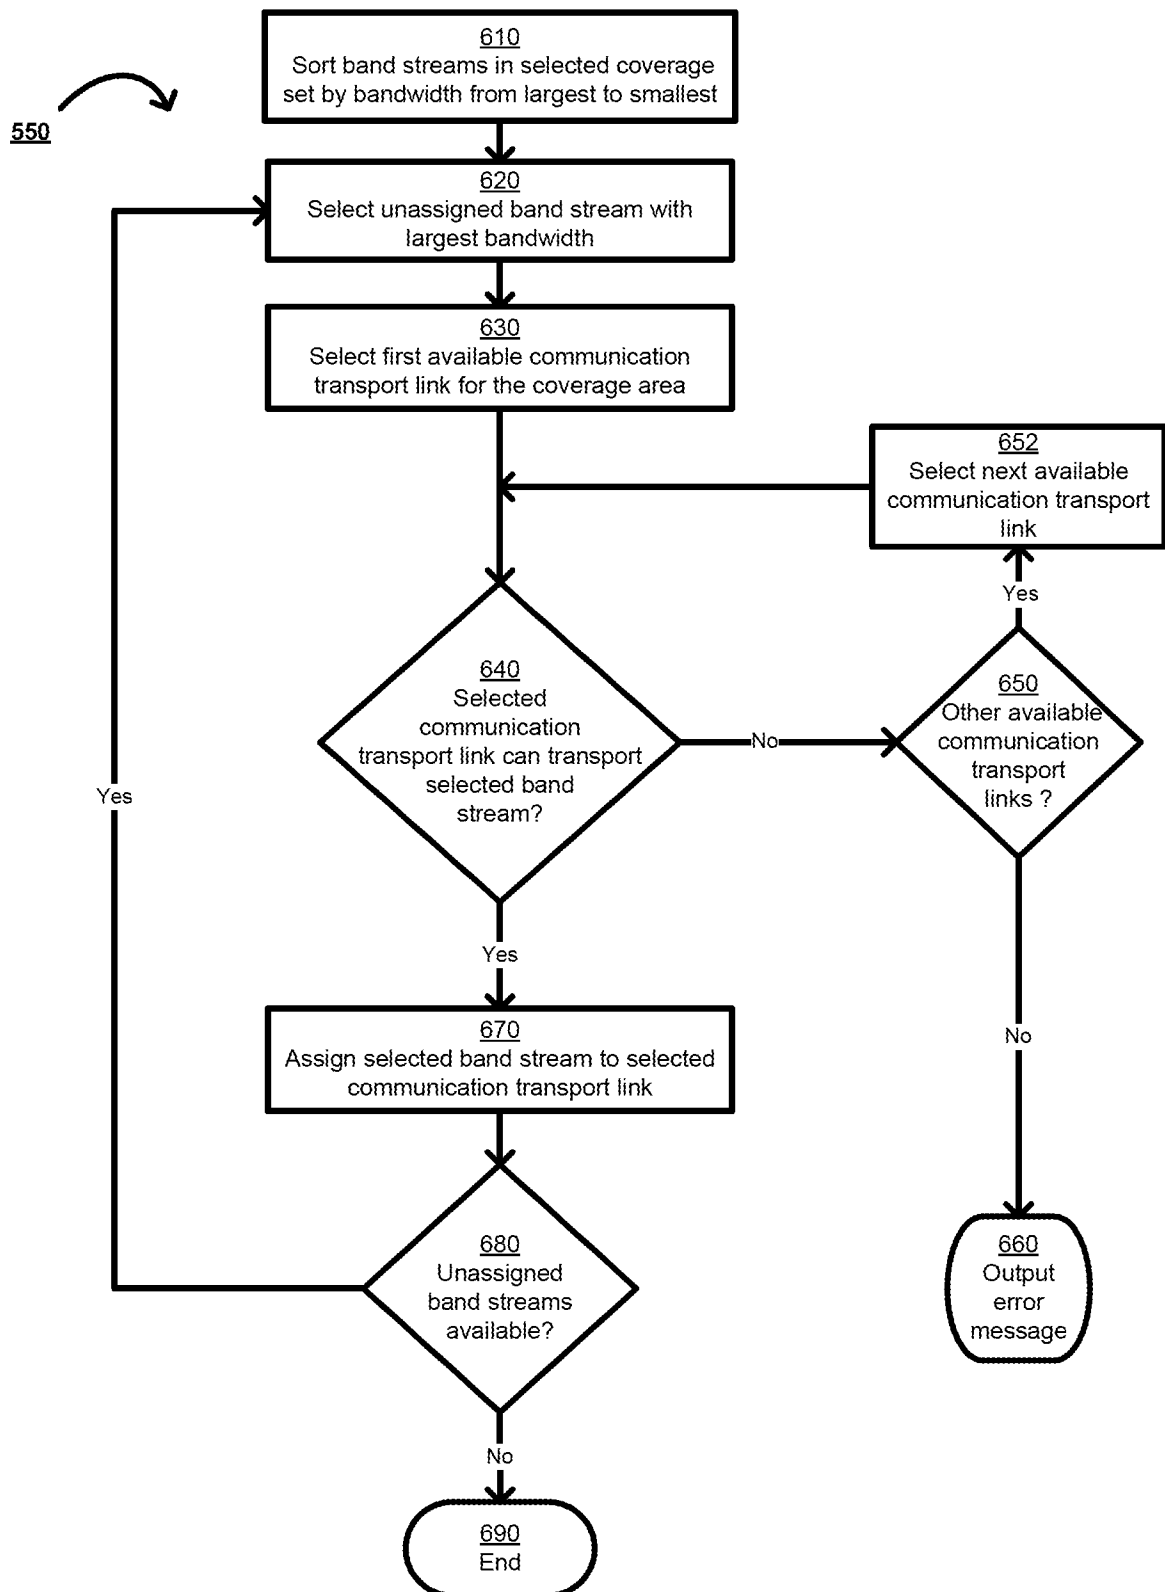 610
Sort band streams in selected coverage
set by bandwidth from largest to smallest
550
620
Select unassigned band stream with
largest bandwidth
630
Select first available communication
transport link for the coverage area
652
Select next available
communication transport
link
Yes
640
Selected
communication
transport link can transport
selected band
stream?
No
650
Other available
communication
transport
links ?
Yes
Yes
No
670
Assign selected band stream to selected
communication transport link
680
Unassigned
band streams
available?
660
Output
error
message
No
690
End